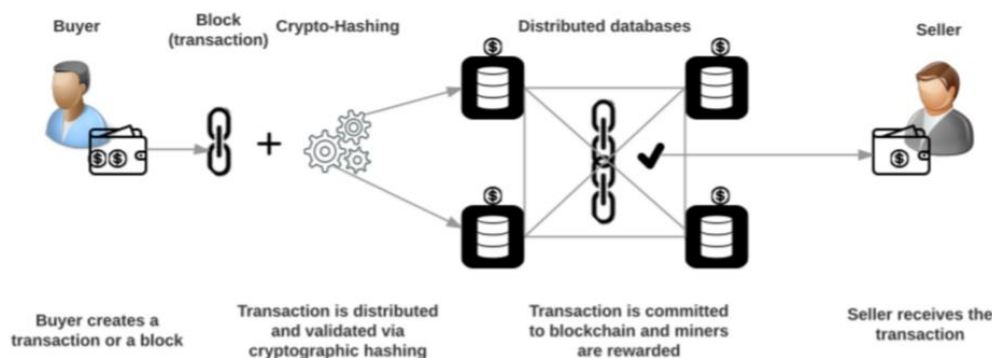 Buyer
Block
(transaction)
Crypto-Hashing
Distributed databases
Seller
Buyer creates a
transaction or a block
Transaction is distributed
and validated via
cryptographic hashing
Transaction is committed
to blockchain and miners
are rewarded
Seller receives the
transaction